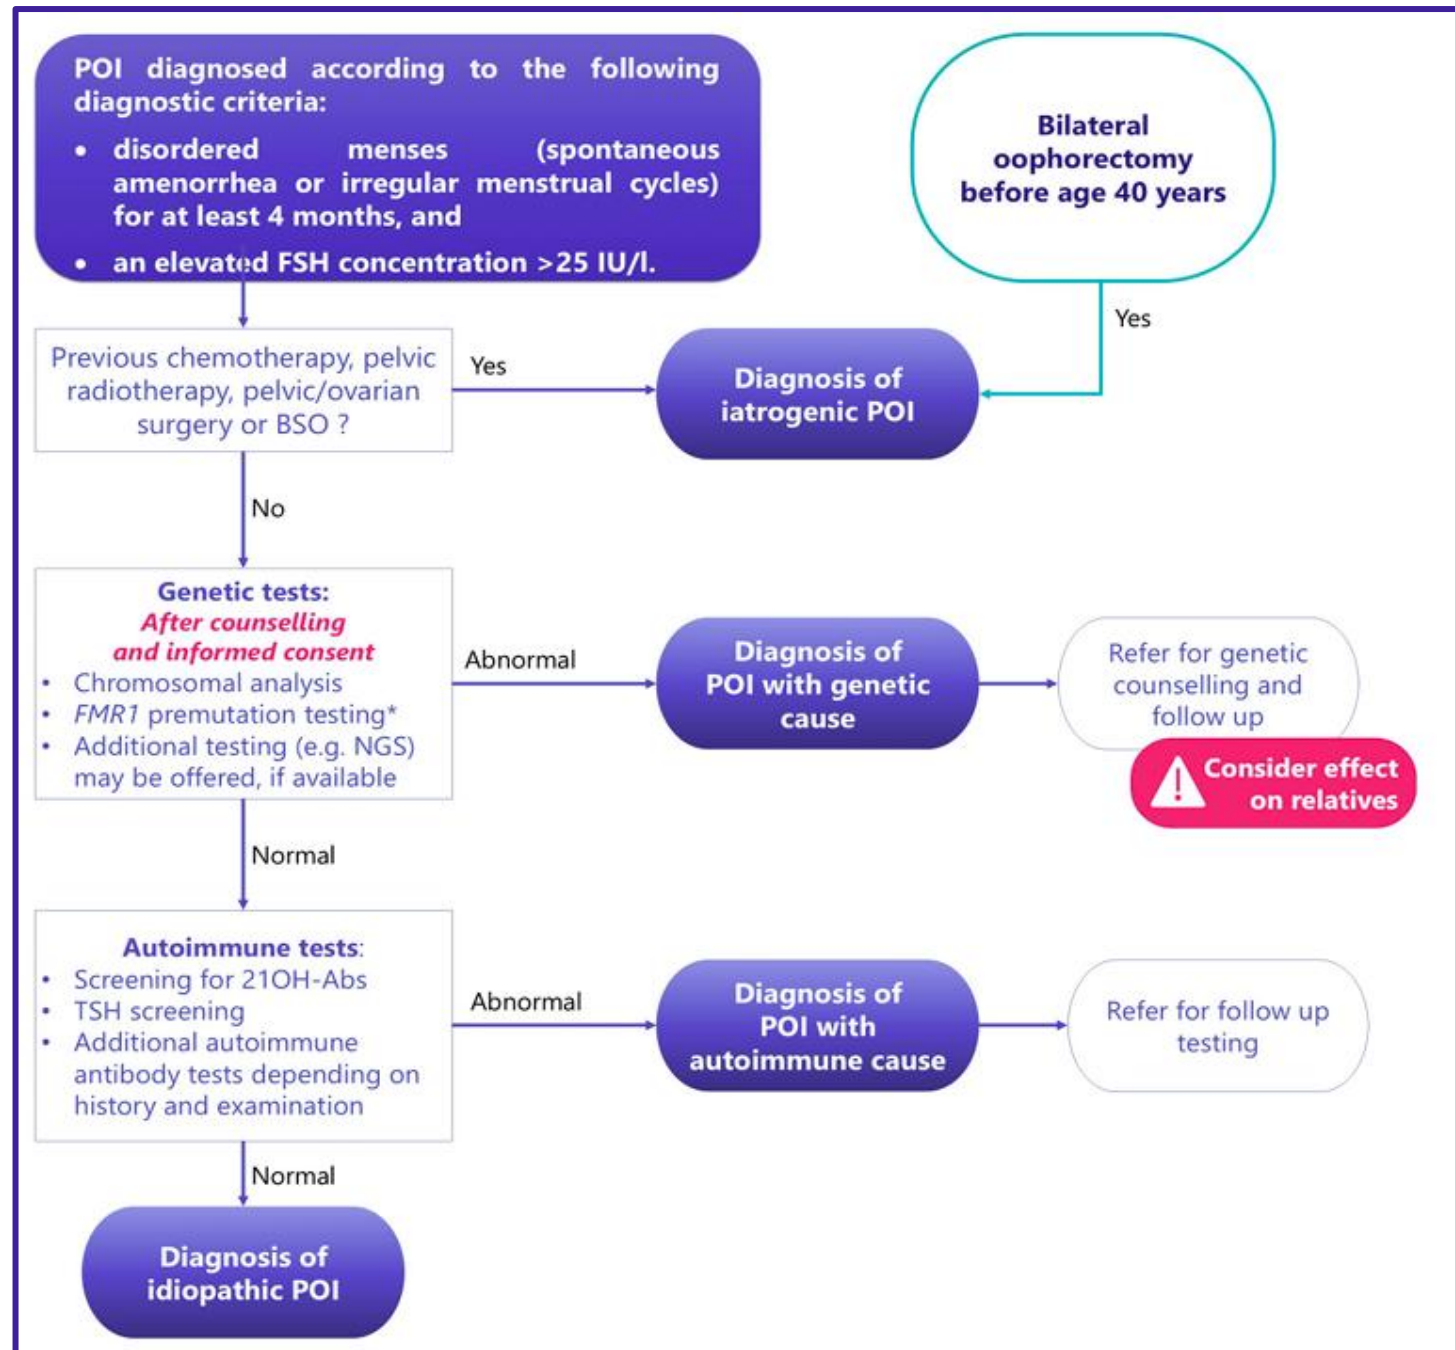 POI diagnosed according to the following
diagnostic criteria:
• disordered menses (spontaneous
amenorrhea or irregular menstrual cycles)
for at least 4 months, and
• an elevated FSH concentration >25 IU/l.
Bilateral
oophorectomy
before age 40 years
Yes
Previous chemotherapy, pelvic
radiotherapy, pelvic/ovarian
surgery or BSO ?
Yes
Diagnosis of
iatrogenic POI
No
Genetic tests:
After counselling
and informed consent
• Chromosomal analysis
• FMR1 premutation testing*
• Additional testing (e.g. NGS)
may be offered, if available
Abnormal
Diagnosis of
POI with genetic
cause
Refer for genetic
counselling and
follow up
Consider effect
on relatives
Normal
Autoimmune tests:
• Screening for 21OH-Abs
• TSH screening
• Additional autoimmune
antibody tests depending on
history and examination
Abnormal
Diagnosis of
POI with
autoimmune cause
Refer for follow up
testing
Normal
Diagnosis of
idiopathic POI